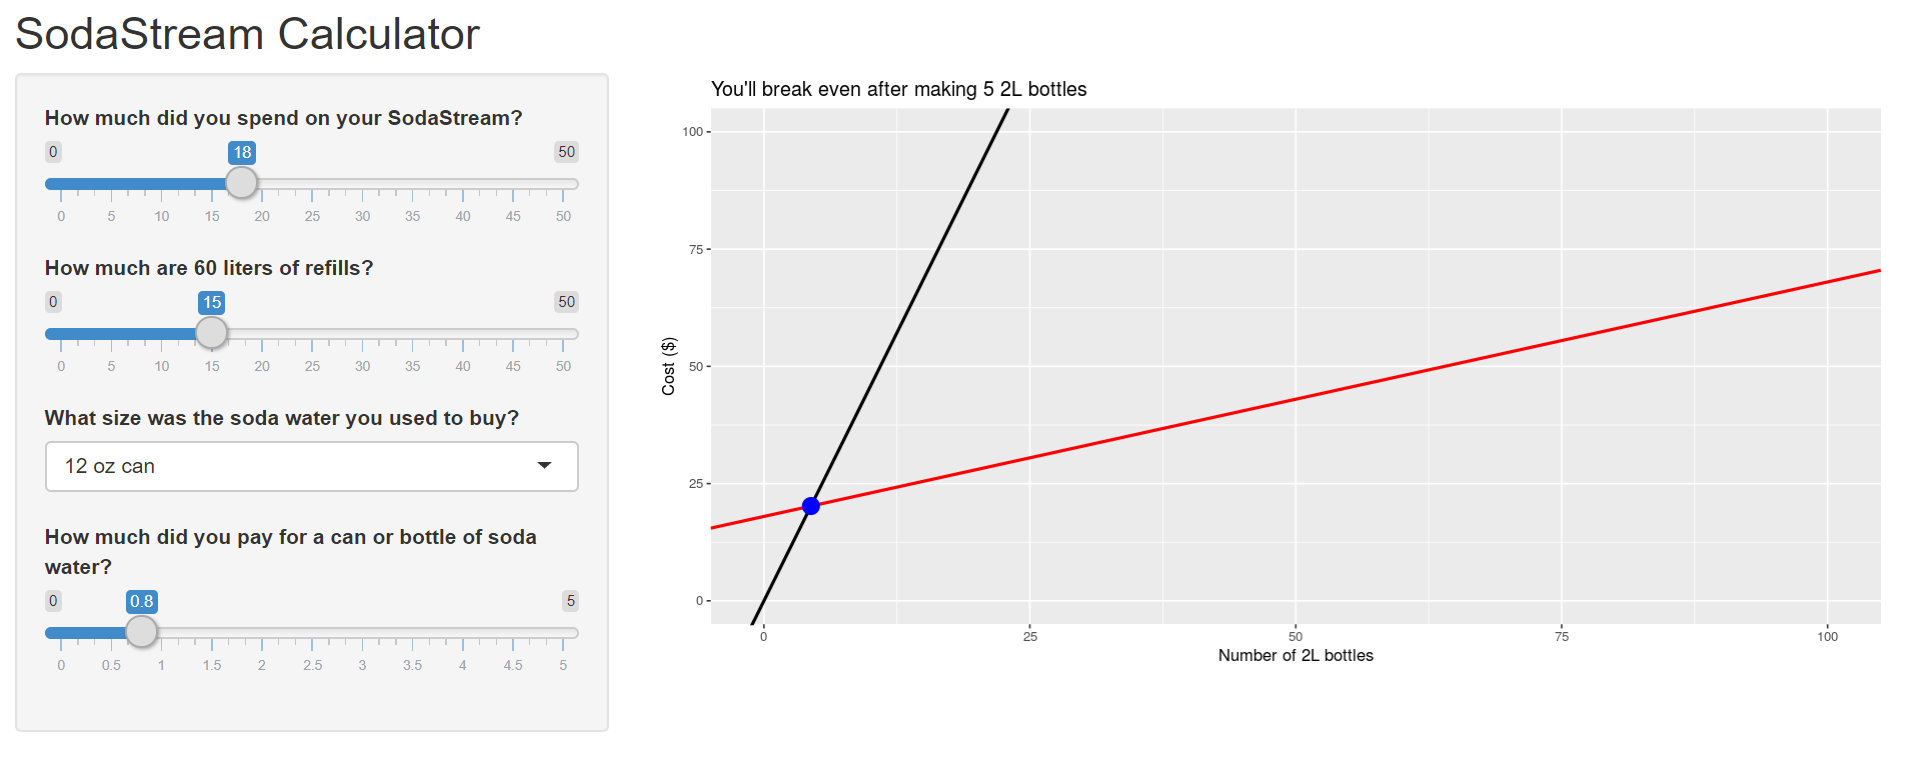 SodaStream Calculator
How much did you spend on your SodaStream?
0 18 50
0 5 10 15 20 25 30 35 40 45 50
How much are 60 liters of refills?
0 15 50
0 5 10 15 20 25 30 35 40 45 50
What size was the soda water you used to buy?
12 oz can
How much did you pay for a can or bottle of soda
water?
0 0.8 5
0 0.5 1 1.5 2 2.5 3 3.5 4 4.5 5
You'll break even after making 5 2L bottles
100
75
50
25
0
Cost ($)
0 25 50 75 100
Number of 2L bottles